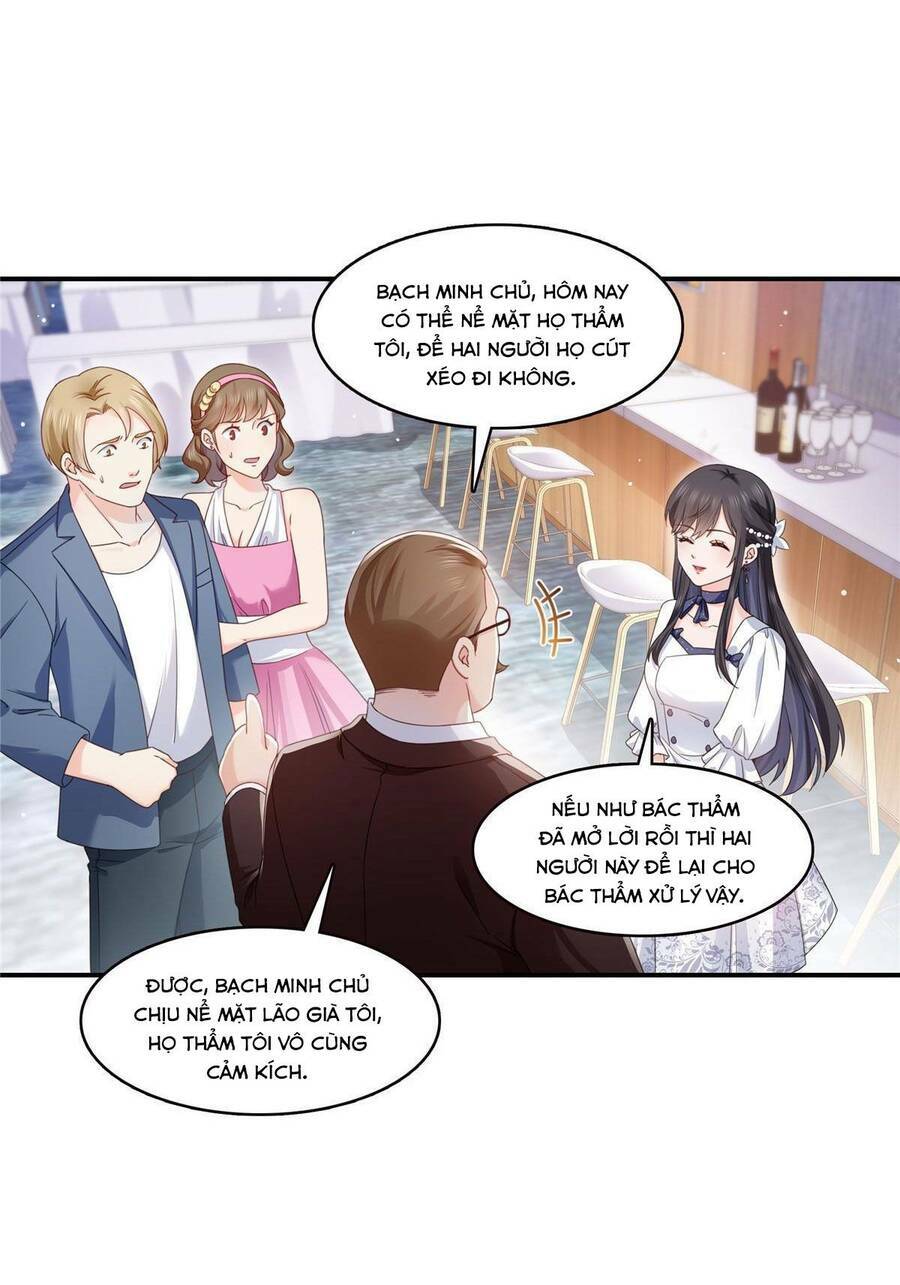 BẠCH MINH CHỦ, HÔM NAY
CÓ THỂ NỂ MẶT HỌ THẨM
TÔI, ĐỂ HAI NGƯỜI HỌ CÚT
XÉO ĐI KHÔNG.
NẾU NHƯ BÁC THẨM
ĐÃ MỞ LỜI RỒI THÌ HAI
NGƯỜI NÀY ĐỂ LẠI CHO
BÁC THẨM XỬ LÝ VẬY.
ĐƯỢC, BẠCH MINH CHỦ
CHỊU NỂ MẶT LÃO GIÀ TÔI,
HỌ THẨM TÔI VÔ CÙNG
CẢM KÍCH.